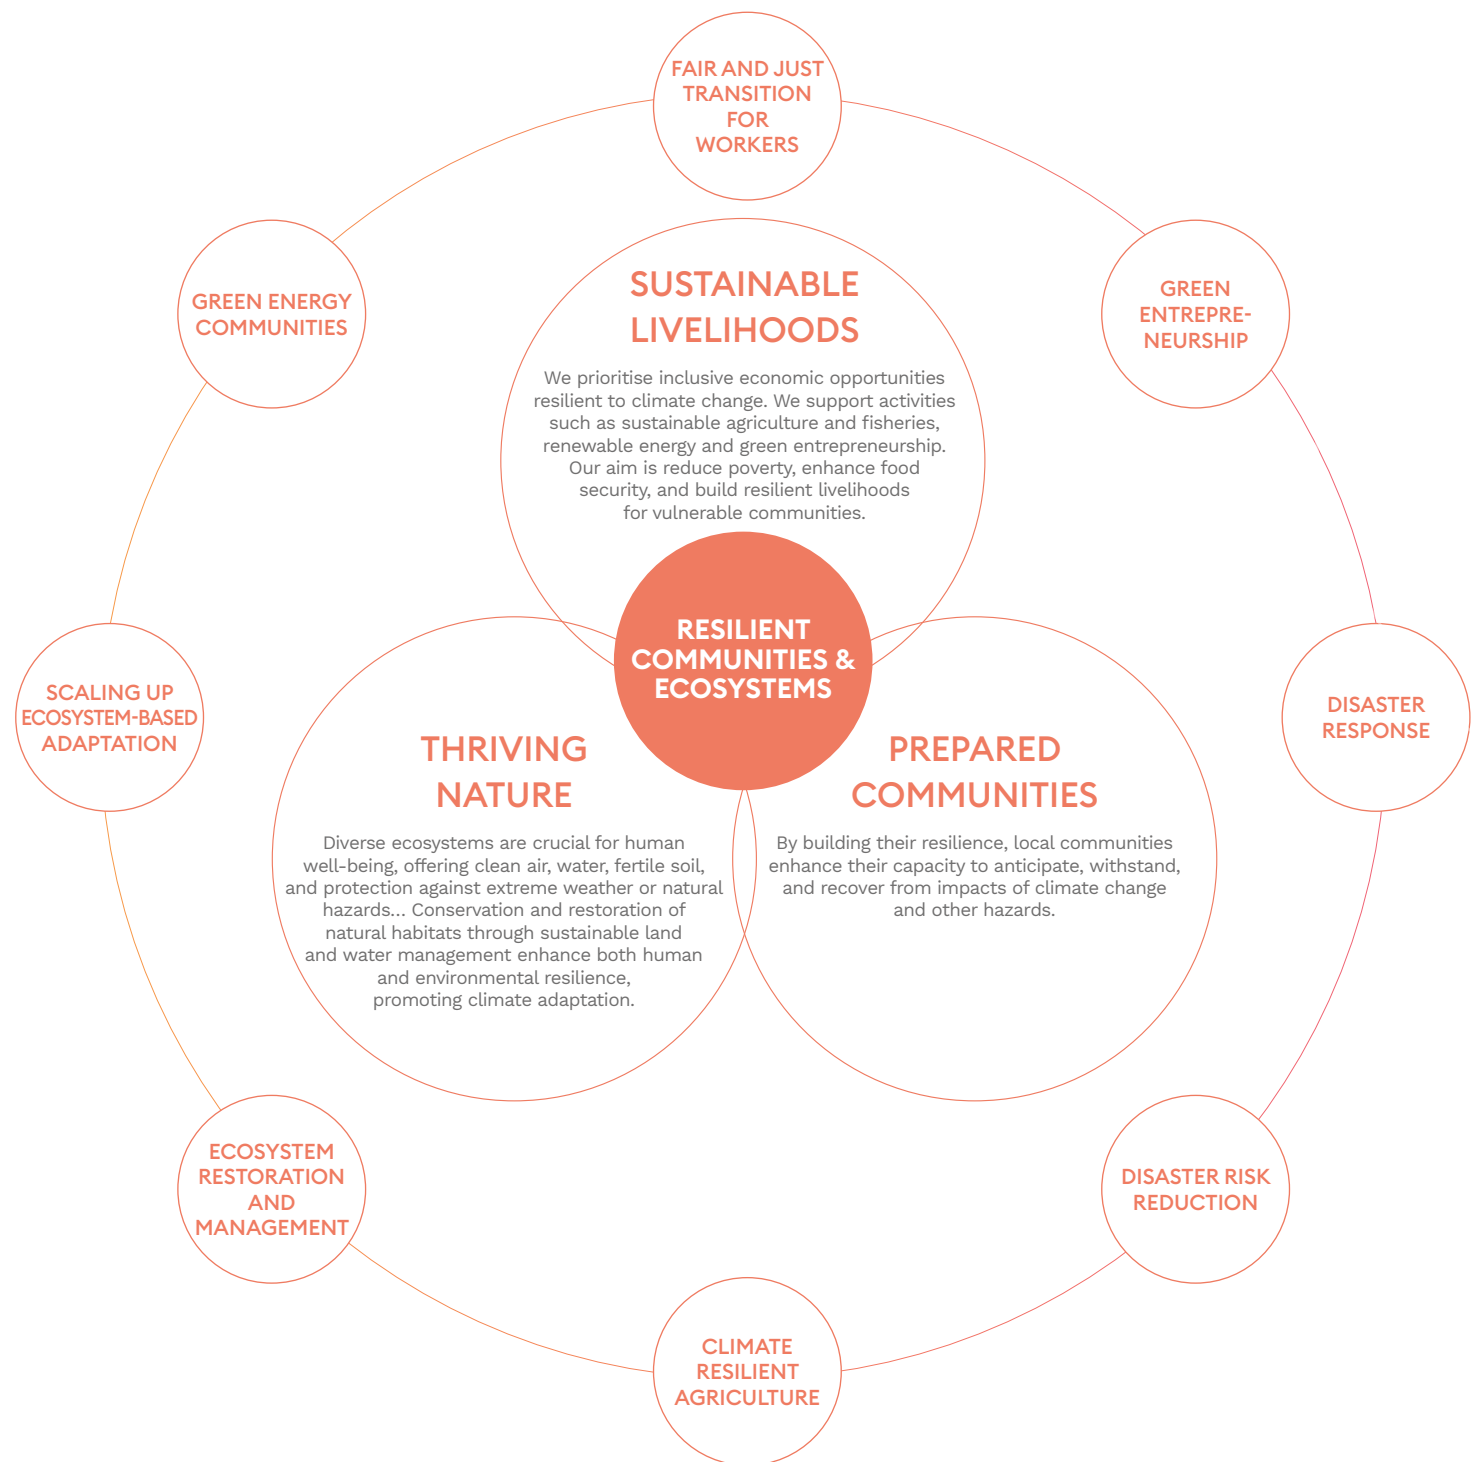 FAIR AND JUST
TRANSITION
FOR
WORKERS
GREEN ENERGY
COMMUNITIES
GREEN
ENTREPRE-
NEURSHIP
SUSTAINABLE
LIVELIHOODS
We prioritise inclusive economic opportunities
resilient to climate change. We support activities
such as sustainable agriculture and fisheries,
renewable energy and green entrepreneurship.
Our aim is reduce poverty, enhance food
security, and build resilient livelihoods
for vulnerable communities.
RESILIENT
COMMUNITIES &
ECOSYSTEMS
SCALING UP
ECOSYSTEM-BASED
ADAPTATION
DISASTER
RESPONSE
THRIVING
NATURE
Diverse ecosystems are crucial for human
well-being, offering clean air, water, fertile soil,
and protection against extreme weather or natural
hazards... Conservation and restoration of
natural habitats through sustainable land
and water management enhance both human
and environmental resilience,
promoting climate adaptation.
PREPARED
COMMUNITIES
By building their resilience, local communities
enhance their capacity to anticipate, withstand,
and recover from impacts of climate change
and other hazards.
ECOSYSTEM
RESTORATION
AND
MANAGEMENT
DISASTER RISK
REDUCTION
CLIMATE
RESILIENT
AGRICULTURE